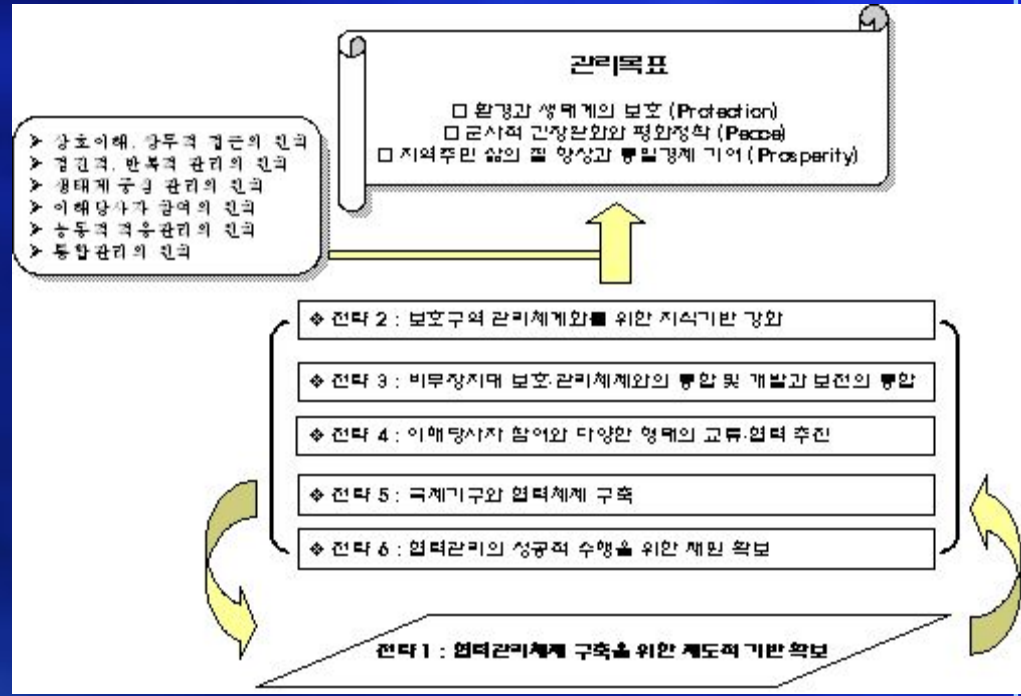 관리목표
□ 환경과 생태계의 보호 (Protection)
□ 군사적 긴장완화와 평화정착 (Peace)
□ 지역주민 삶의 질 향상과 통일경제 기여 (Prosperity)
➤ 상호이해, 상투적 접근의 원칙
➤ 점진적, 반복적 관리의 원칙
➤ 생태계 중심 관리의 원칙
➤ 이해당사자 참여의 원칙
➤ 능동적 적응관리의 원칙
➤ 통합관리의 원칙
❖ 전략 2 : 보호구역 관리체계화를 위한 지식기반 강화
❖ 전략 3 : 비무장지대 보호·관리체제와의 통합 및 개발과 보전의 통합
❖ 전략 4 : 이해당사자 참여와 다양한 형태의 교류·협력 추진
❖ 전략 5 : 국제기구와 협력체제 구축
❖ 전략 6 : 협력관리의 성공적 수행을 위한 재원 확보
전략 1 : 협력관리체제 구축을 위한 제도적 기반 확보